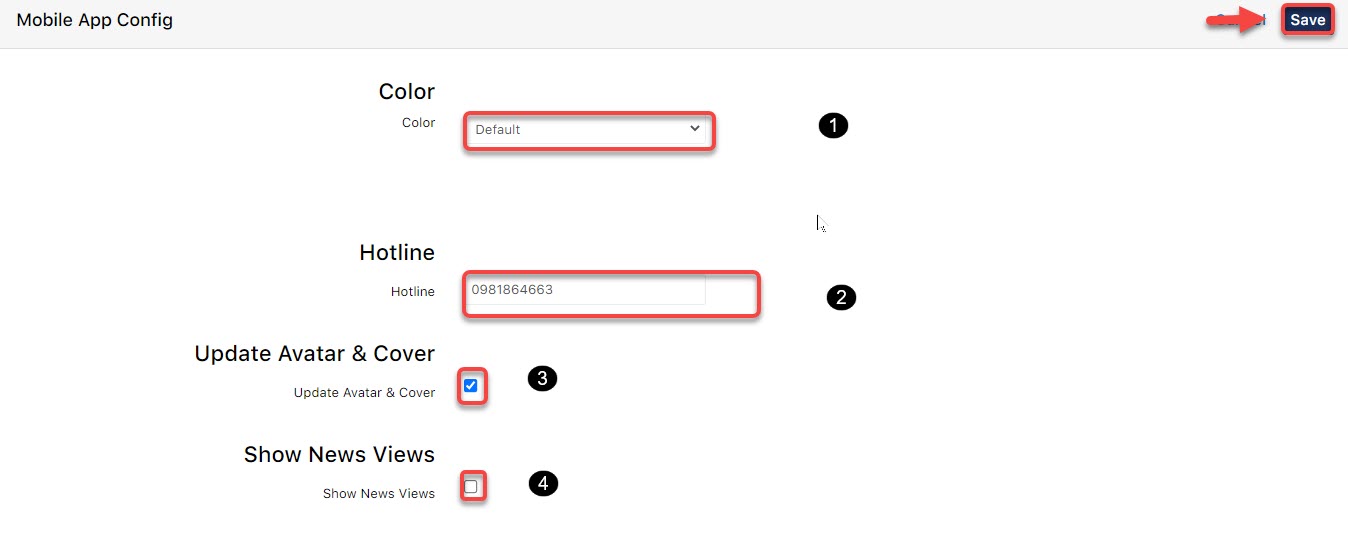 Mobile App Config
Save
Color
Color
Default
1
Hotline
Hotline
0981864663
2
Update Avatar & Cover
Update Avatar & Cover
3
Show News Views
Show News Views
4